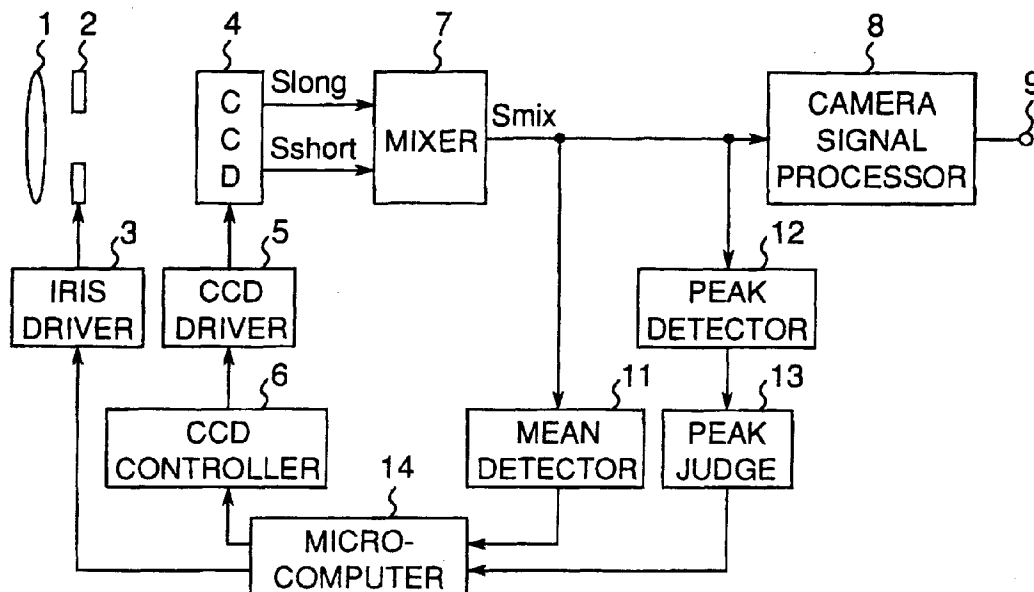 1
2
4
7
8
9
Slong
Sshort
Smix
C
C
D
MIXER
CAMERA
SIGNAL
PROCESSOR
3
5
12
IRIS
DRIVER
CCD
DRIVER
PEAK
DETECTOR
6
11
13
CCD
CONTROLLER
MEAN
DETECTOR
PEAK
JUDGE
14
MICRO-
COMPUTER